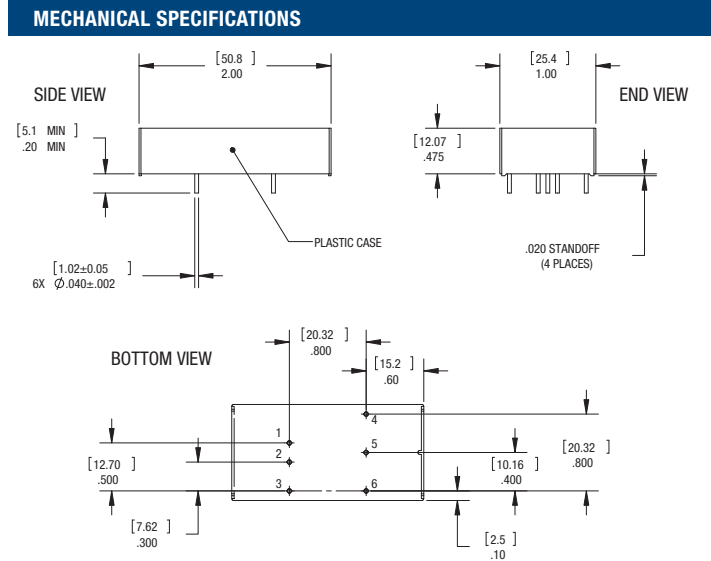 MECHANICAL SPECIFICATIONS
SIDE VIEW
[50.8 ]
2.00
[25.4 ]
1.00
END VIEW
[5.1 MIN ]
.20 MIN
[12.07 ]
.475
PLASTIC CASE
.020 STANDOFF
(4 PLACES)
[1.02±0.05
6X Ø.040±.002
BOTTOM VIEW
[20.32 ]
.800
[15.2 ]
.60
1
2
3
4
5
6
[12.70 ]
.500
[7.62 ]
.300
[20.32 ]
.800
[10.16 ]
.400
[2.5 ]
.10